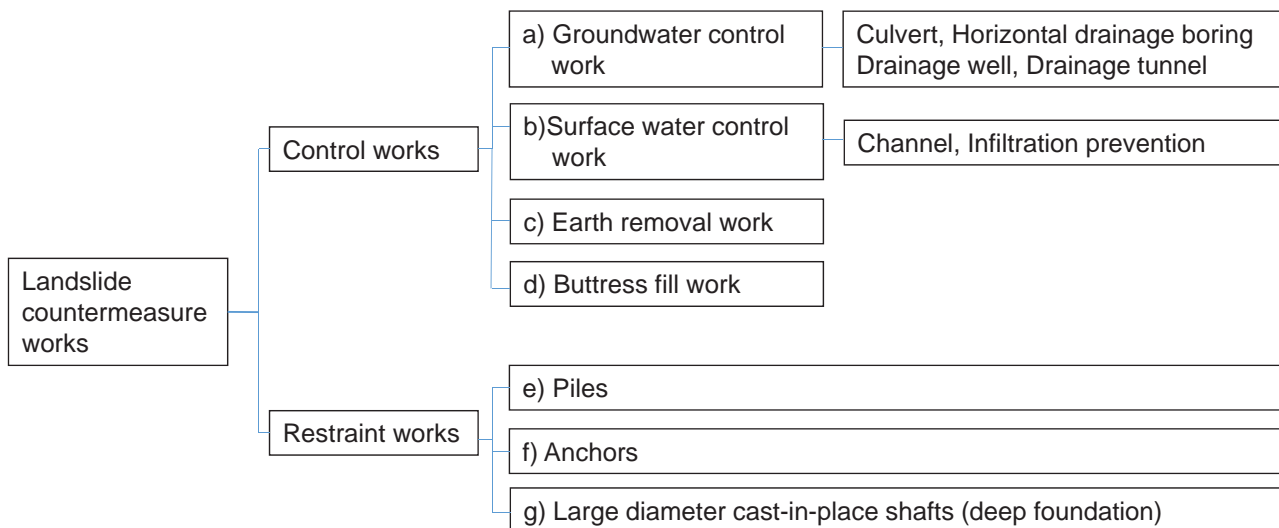 a) Groundwater control
work
Culvert, Horizontal drainage boring
Drainage well, Drainage tunnel
b)Surface water control
work
Channel, Infiltration prevention
Control works
c) Earth removal work
d) Buttress fill work
Landslide
countermeasure
works
e) Piles
Restraint works
f) Anchors
g) Large diameter cast-in-place shafts (deep foundation)